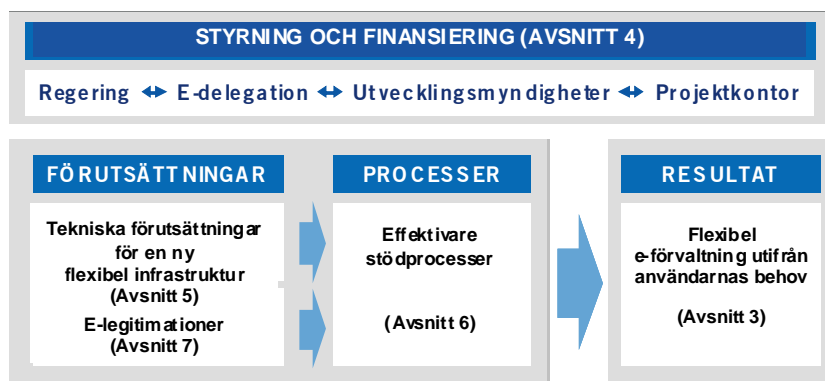 STYRNING OCH FINANSIERING (AVSNITT 4)
Regering ↔ E-delegation ↔ Utvecklingsmyndigheter ↔ Projektkontor
FÖRUTSÄTTNINGAR
Tekniska förutsättningar
för en ny
flexibel infrastruktur
(Avsnitt 5)
E-legitimationer
(Avsnitt 7)
PROCESSER
Effektivare
stödprocesser
(Avsnitt 6)
RESULTAT
Flexibel
e-förvaltning utifrån
användarnas behov
(Avsnitt 3)